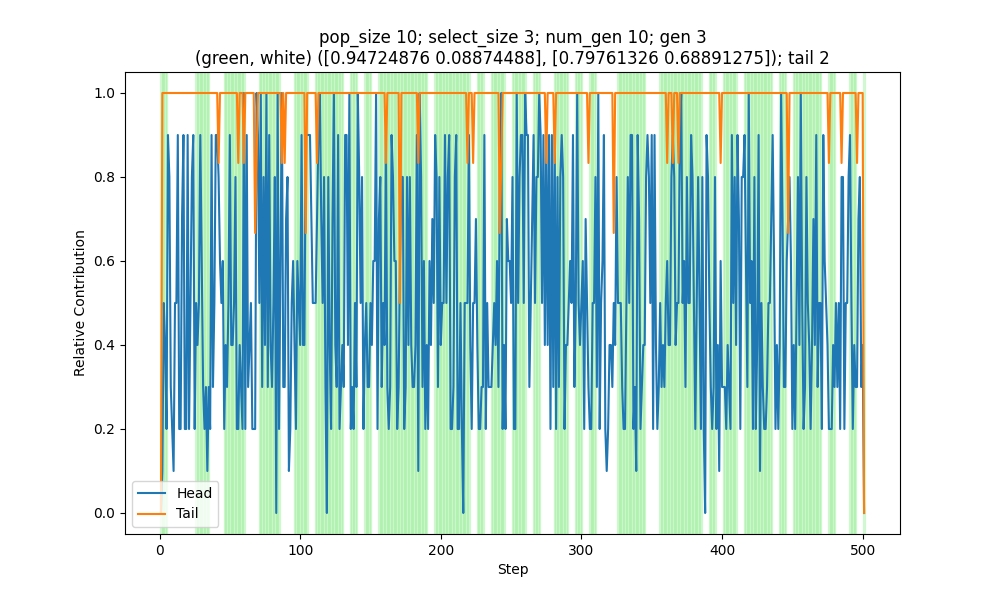 pop_size 10; select_size 3; num_gen 10; gen 3
(green, white) ([0.94724876 0.08874488], [0.79761326 0.68891275]); tail 2
1.0
0.8
0.6
0.4
0.2
0.0
Relative Contribution
Head
Tail
0
100
200
300
400
500
Step